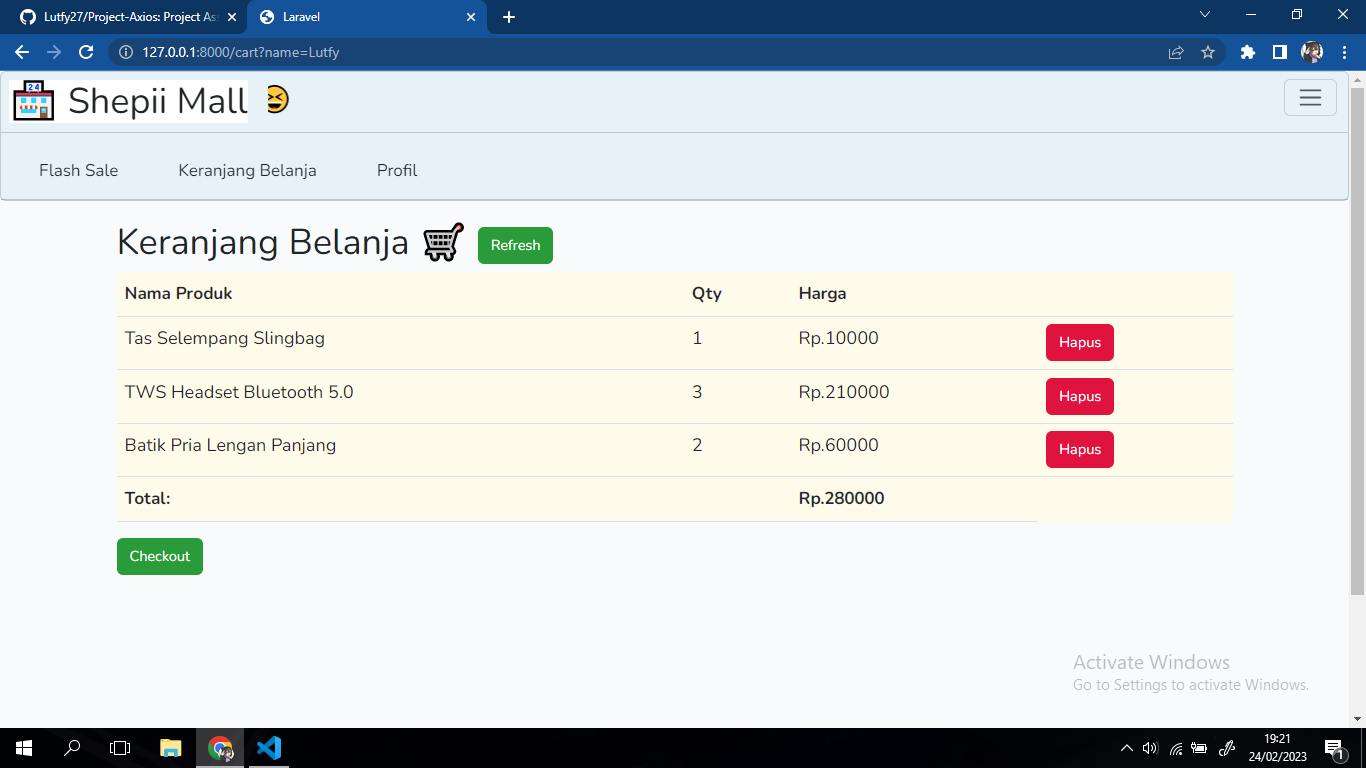 Lutfy27/Project-Axios: Project Ass
Laravel
127.0.0.1:8000/cart?name=Lutfy
24
Shepii Mall
Flash Sale Keranjang Belanja Profil
Keranjang Belanja Refresh
Nama Produk Qty Harga
Tas Selempang Slingbag 1 Rp.10000 Hapus
TWS Headset Bluetooth 5.0 3 Rp.210000 Hapus
Batik Pria Lengan Panjang 2 Rp.60000 Hapus
Total: Rp.280000
Checkout
Activate Windows
Go to Settings to activate Windows.
19:21
24/02/2023
1